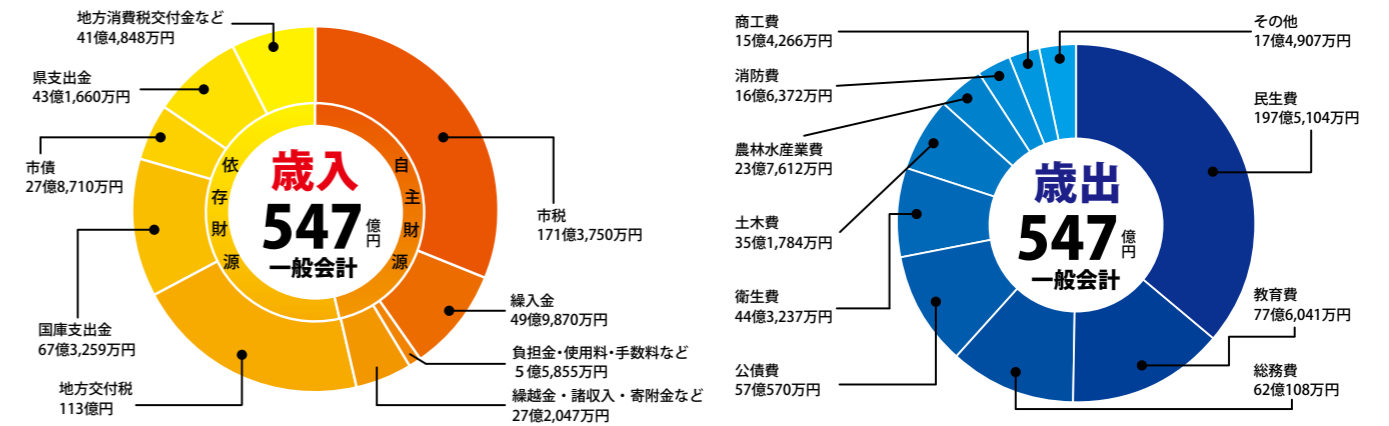 地方消費税交付金など
41億4,848万円
県支出金
43億1,660万円
市債
27億8,710万円
国庫支出金
67億3,259万円
地方交付税
113億円
依存財源
自主財源
歳入
547億円
一般会計
市税
171億3,750万円
繰入金
49億9,870万円
負担金・使用料・手数料など
5億5,855万円
繰越金・諸収入・寄附金など
27億2,047万円
商工費
15億4,266万円
消防費
16億6,372万円
農林水産業費
23億7,612万円
土木費
35億1,784万円
衛生費
44億3,237万円
公債費
57億570万円
歳出
547億円
一般会計
その他
17億4,907万円
民生費
197億5,104万円
教育費
77億6,041万円
総務費
62億108万円